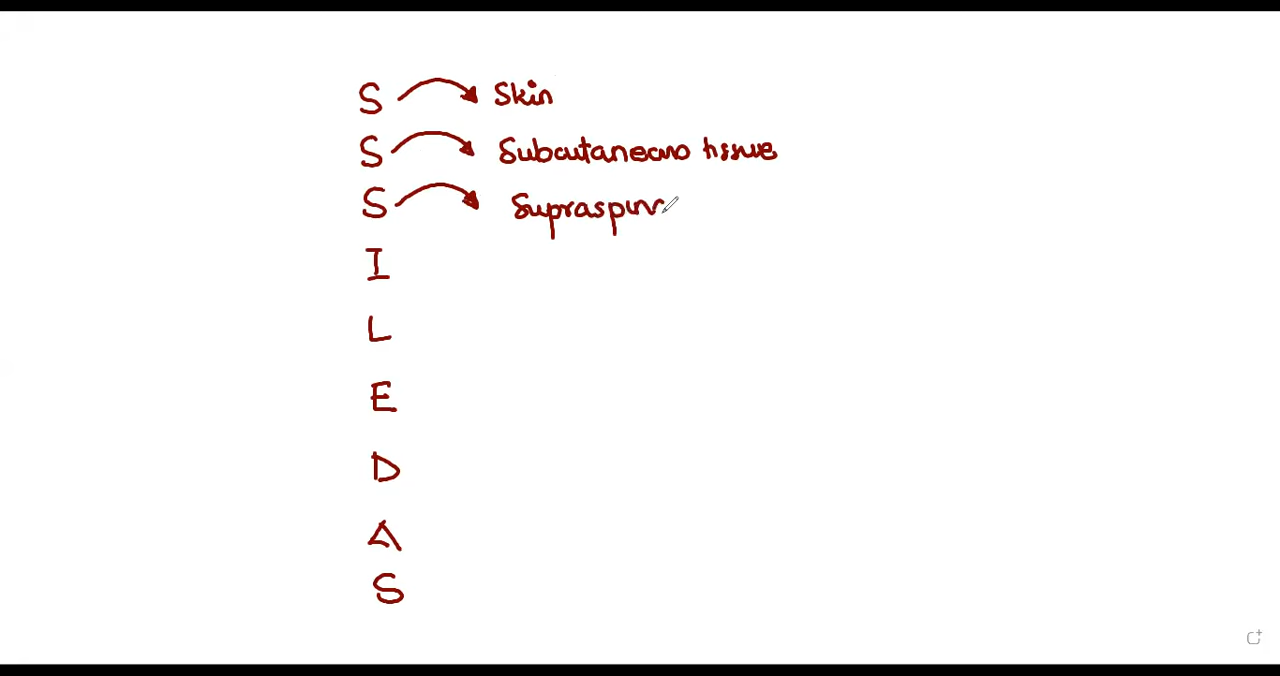 S → Skin
S → Subcutaneous tissue
S → Supraspin
I
L
E
D
A
S